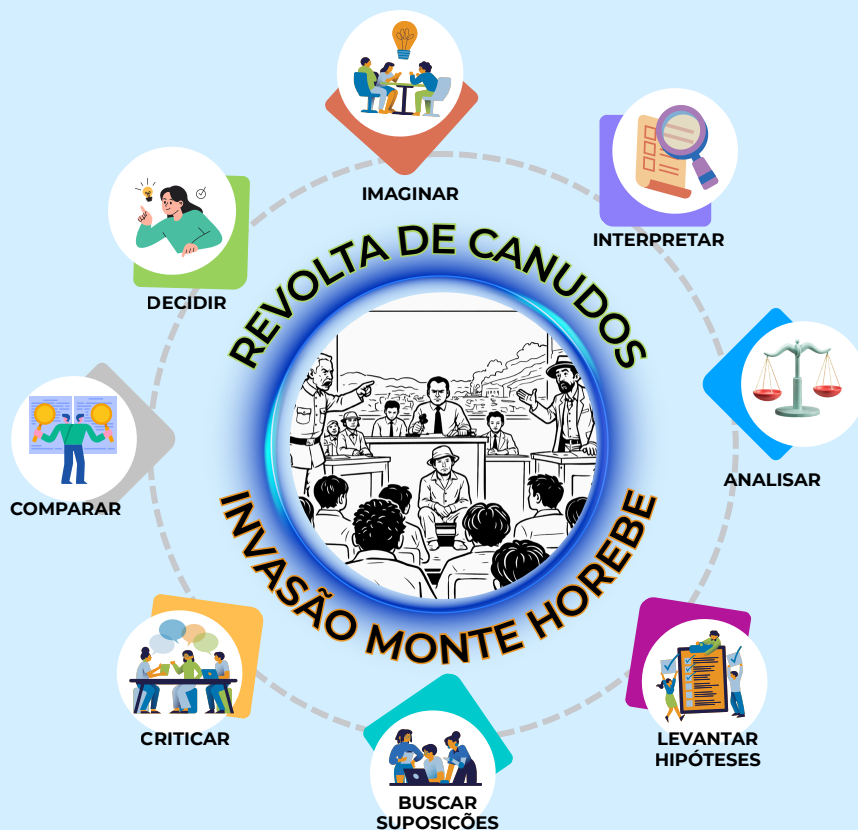 IMAGINAR
INTERPRETAR
DECIDIR
REVOLTA DE CANUDOS
ANALISAR
COMPARAR
INVASÃO MONTE HOREBE
CRITICAR
LEVANTAR
HIPÓTESES
BUSCAR
SUPOSIÇÕES